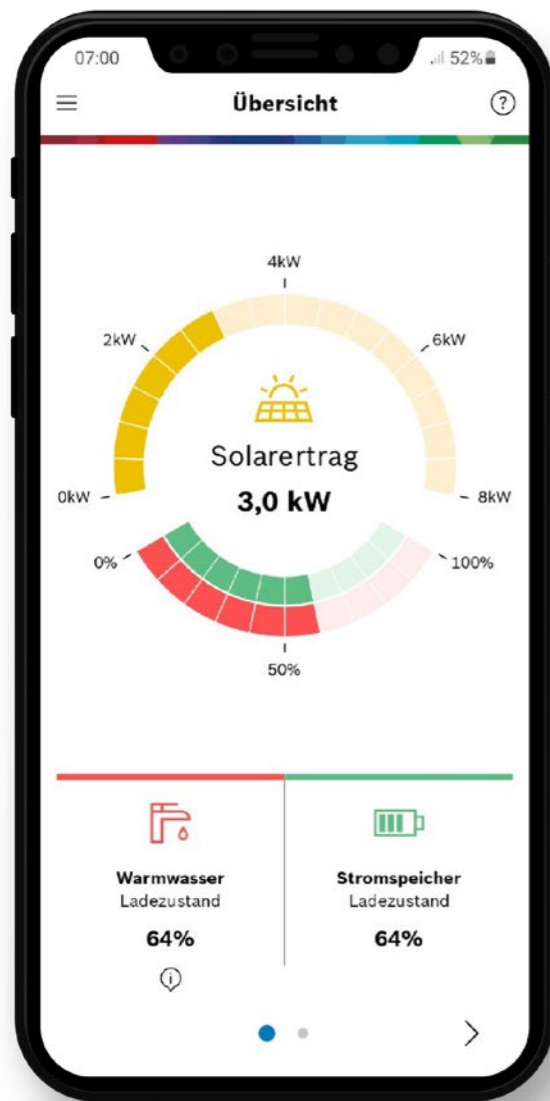 07:00
52%
Übersicht
?
4kW
2kW
6kW
Solarertrag
3,0 kW
0kW
8kW
0%
100%
50%
Warmwasser
Ladezustand
64%
i
Stromspeicher
Ladezustand
64%